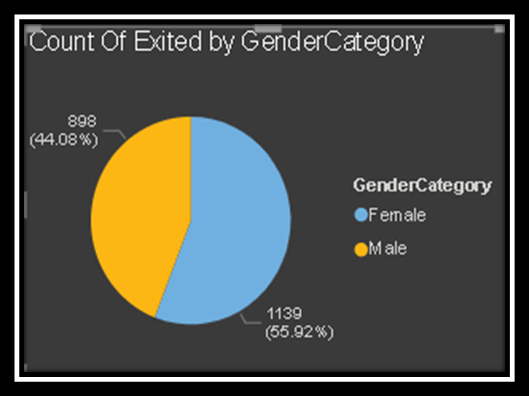 Count Of Exited by GenderCategory
898
(44.08%)
GenderCategory
Female
Male
1139
(55.92%)